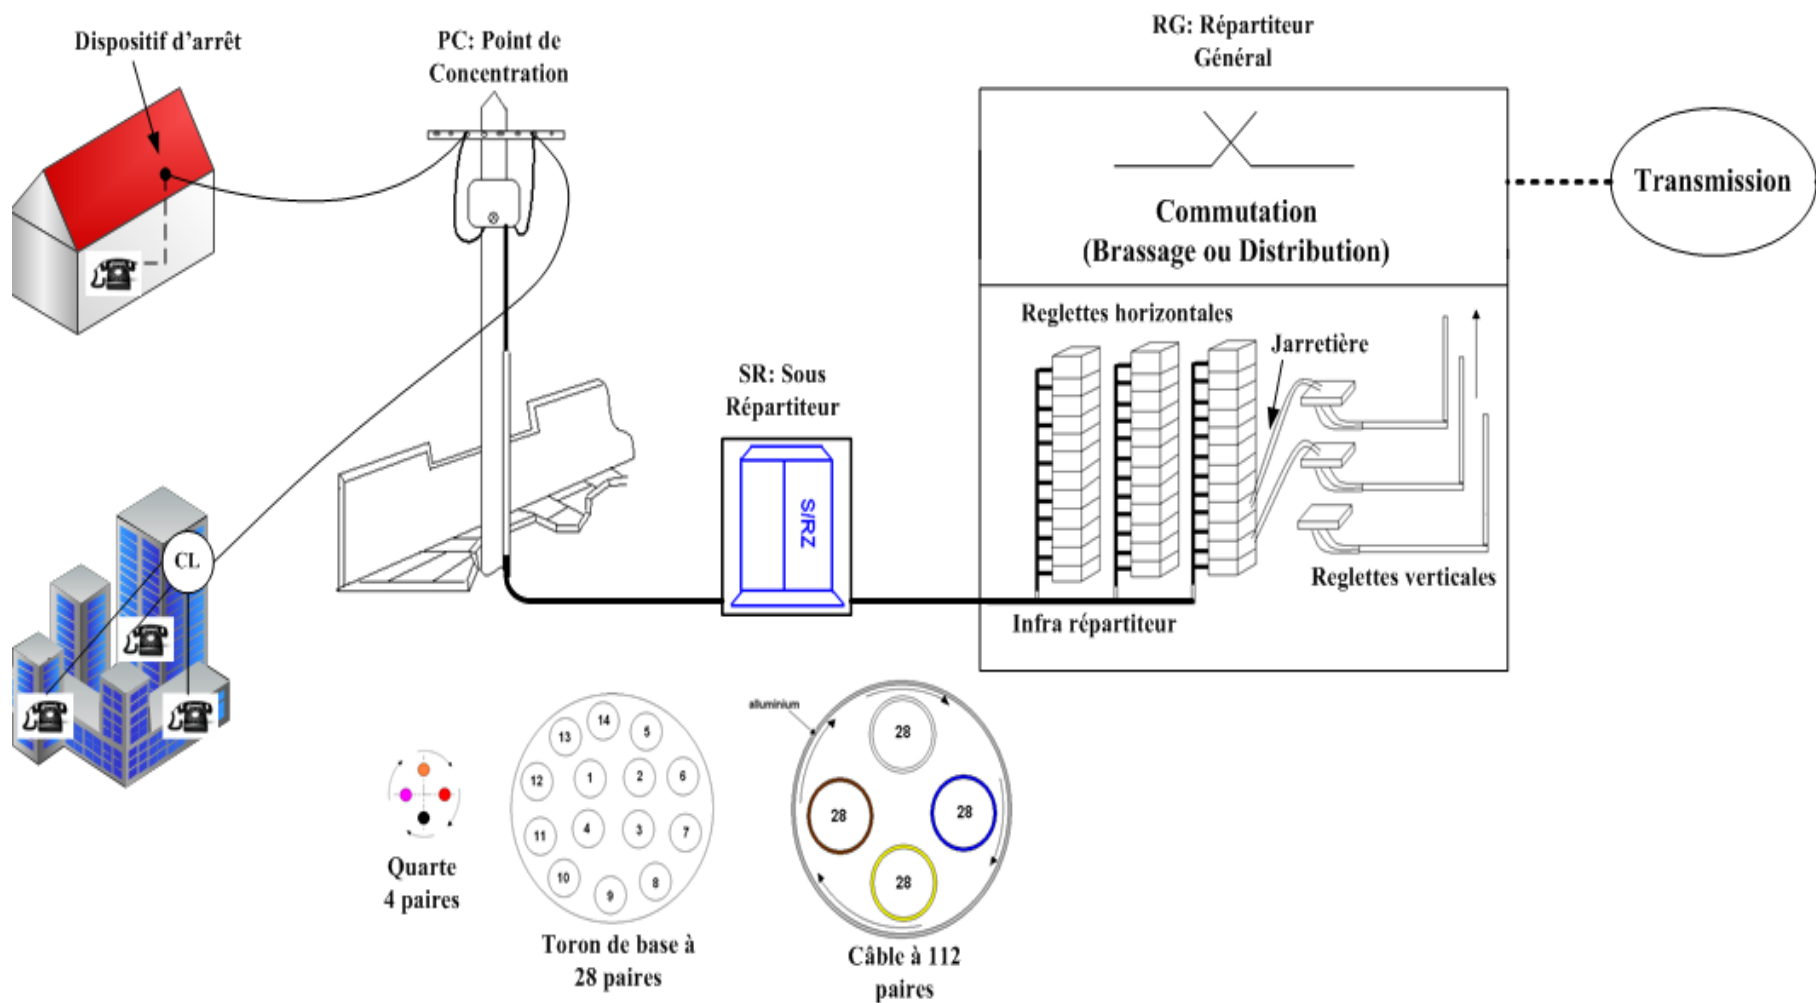 Dispositif d'arrêt
PC: Point de
Concentration
RG: Répartiteur
Général
Transmission
Commutation
(Brassage ou Distribution)
Reglettes horizontales
Jarretière
SR: Sous
Répartiteur
S/RZ
CL
Reglettes verticales
Infra répartiteur
alluminium
14
13
5
12
1
2
6
11
4
3
7
10
9
8
28
28
28
28
Quarte
4 paires
Toron de base à
28 paires
Câble à 112
paires